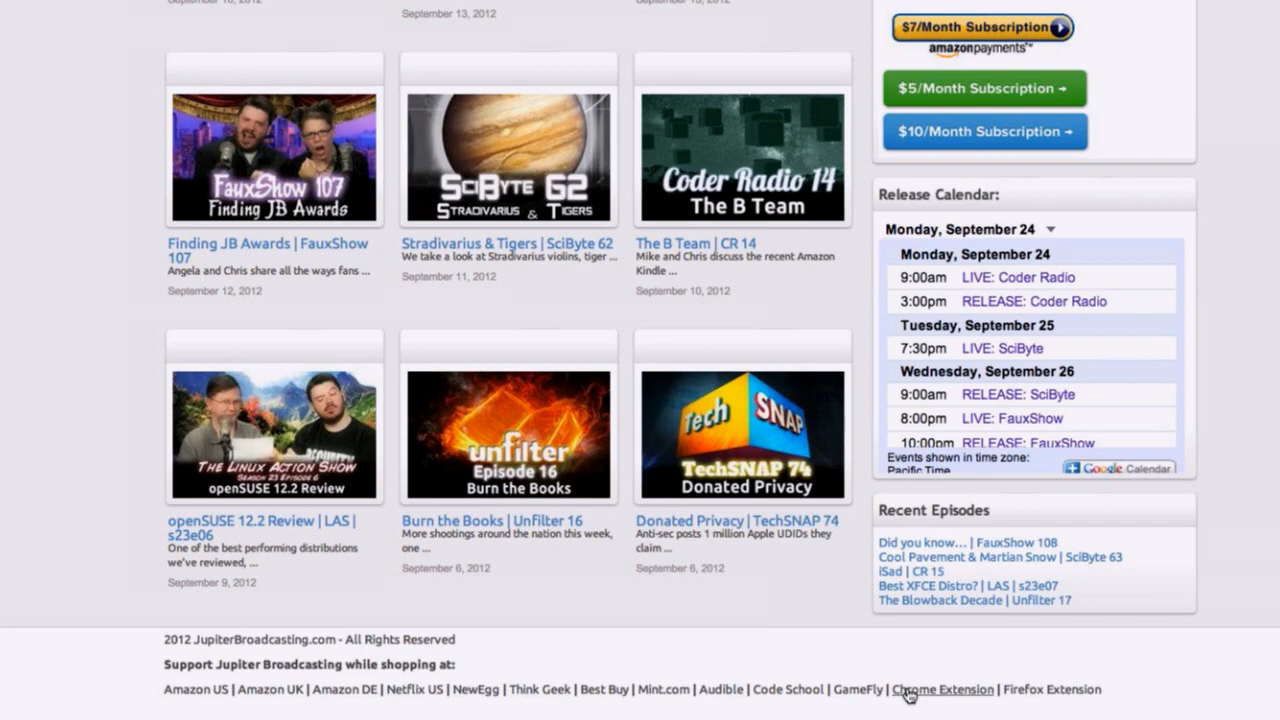 September 13, 2012
$7/Month Subscription
amazonpayments™
$5/Month Subscription →
$10/Month Subscription →
FauxShow 107
Finding JB Awards
SciByte 62
Stradivarius & Tigers
Coder Radio 14
The B Team
Finding JB Awards | FauxShow
107
Angela and Chris share all the ways fans ...
September 12, 2012
Stradivarius & Tigers | SciByte 62
We take a look at Stradivarius violins, tiger ...
September 11, 2012
The B Team | CR 14
Mike and Chris discuss the recent Amazon
Kindle ...
September 10, 2012
Release Calendar:
Monday, September 24
Monday, September 24
9:00am LIVE: Coder Radio
3:00pm RELEASE: Coder Radio
Tuesday, September 25
7:30pm LIVE: SciByte
Wednesday, September 26
9:00am RELEASE: SciByte
8:00pm LIVE: FauxShow
10:00pm RELEASE: FauxShow
Events shown in time zone:
Pacific Time
Google Calendar
The Linux Action Show
Season 23 Episode 6
openSUSE 12.2 Review
unfilter
Episode 16
Burn the Books
Tech SNAP
TechSNAP 74
Donated Privacy
openSUSE 12.2 Review | LAS |
s23e06
One of the best performing distributions
we've reviewed, ...
September 9, 2012
Burn the Books | Unfilter 16
More shootings around the nation this week,
one ...
September 6, 2012
Donated Privacy | TechSNAP 74
Anti-sec posts 1 million Apple UDIDs they
claim ...
September 6, 2012
Recent Episodes
Did you know... | FauxShow 108
Cool Pavement & Martian Snow | SciByte 63
iSad | CR 15
Best XFCE Distro? | LAS | s23e07
The Blowback Decade | Unfilter 17
2012 JupiterBroadcasting.com - All Rights Reserved
Support Jupiter Broadcasting while shopping at:
Amazon US | Amazon UK | Amazon DE | Netflix US | NewEgg | Think Geek | Best Buy | Mint.com | Audible | Code School | GameFly | Chrome Extension | Firefox Extension